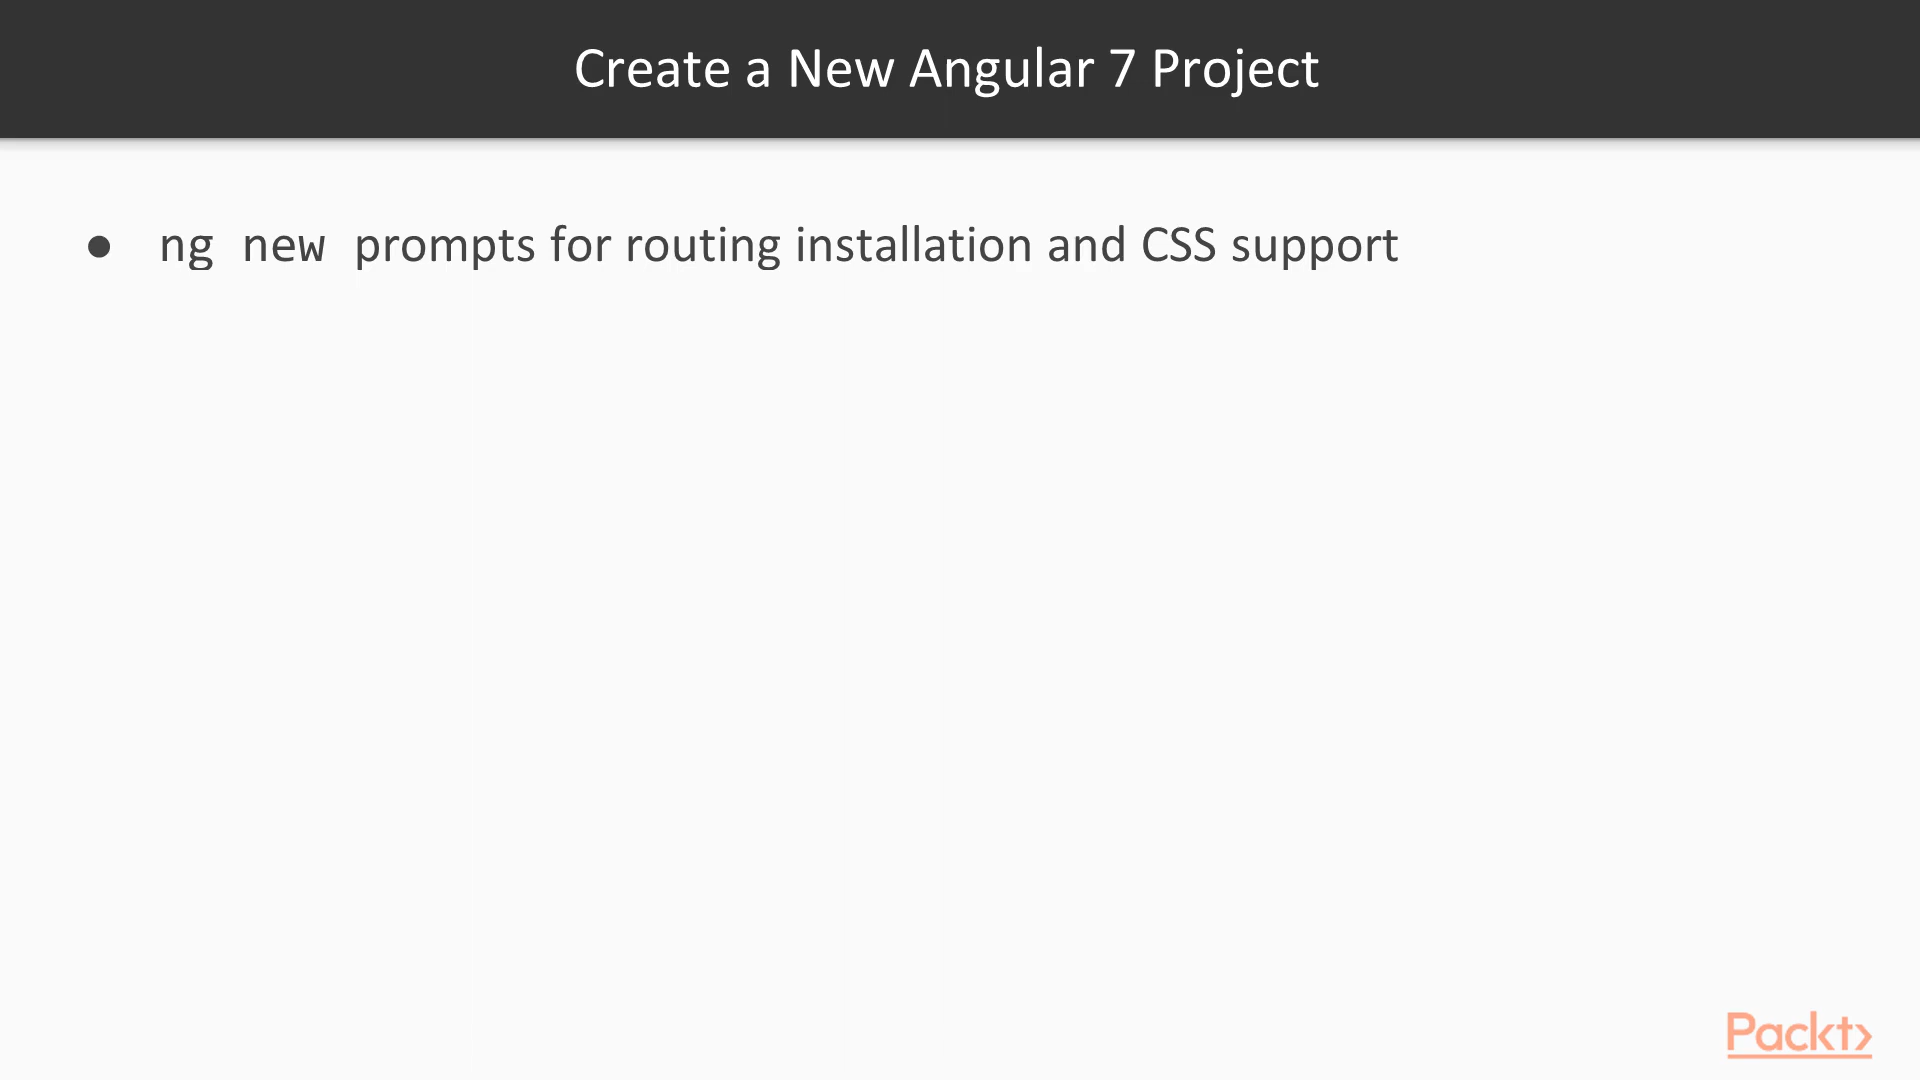 Create a New Angular 7 Project
● ng new prompts for routing installation and CSS support
Packt>